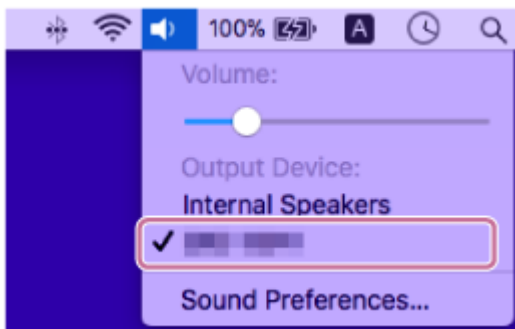 100% A
Volume:
Output Device:
Internal Speakers
Sound Preferences...